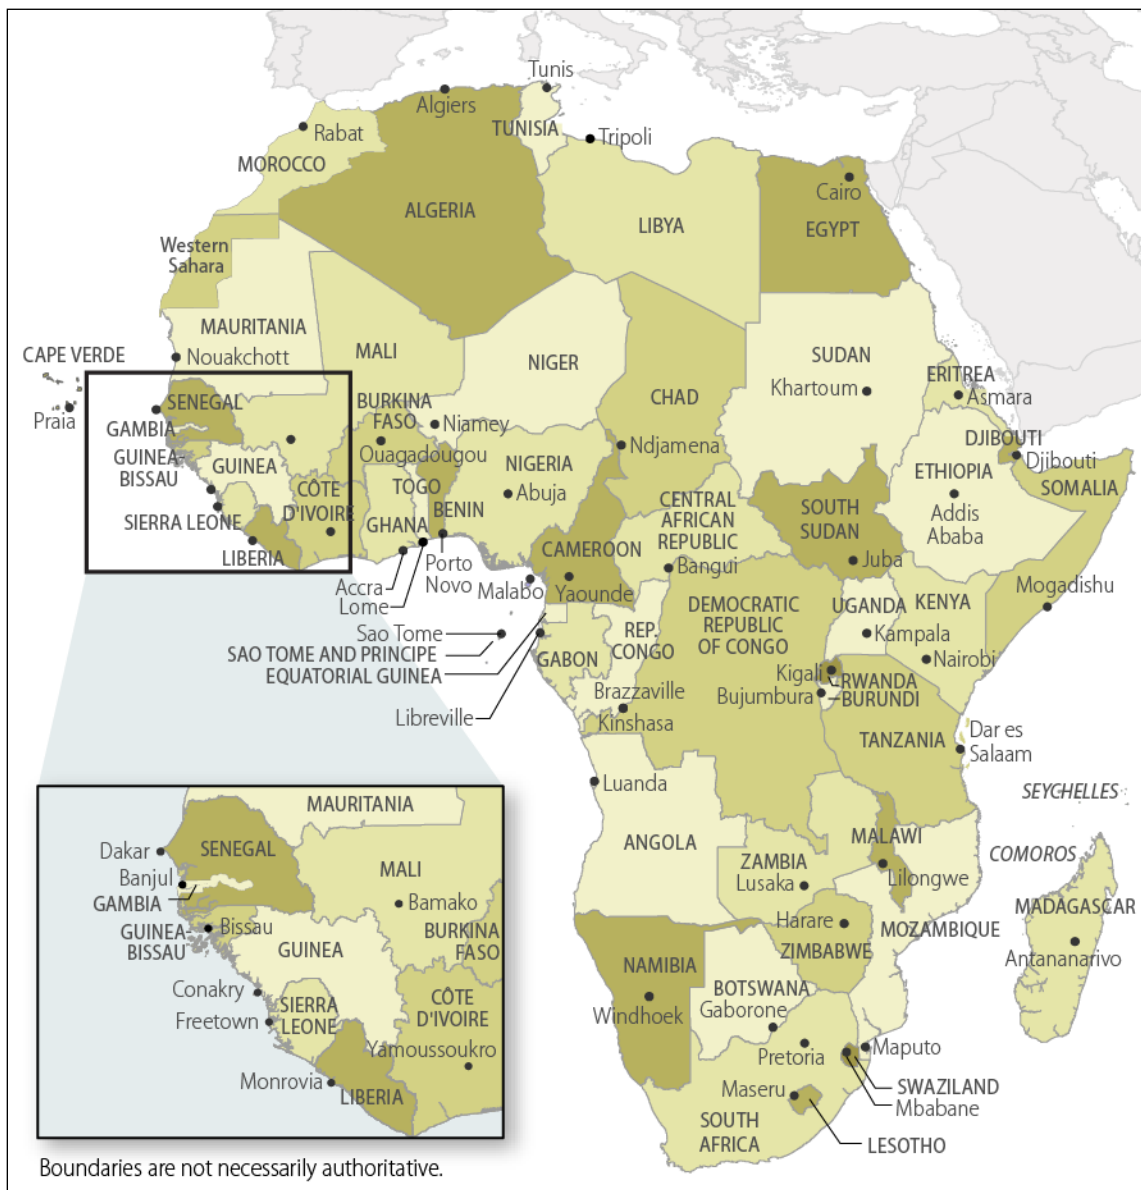 Tunis
Algiers
TUNISIA
Rabat
Tripoli
MOROCCO
Cairo
ALGERIA
LIBYA
EGYPT
Western
Sahara
MAURITANIA
Nouakchott
MALI
NIGER
SUDAN
Khartoum
CAPE VERDE
Praia
CHAD
ERITREA
Asmara
SENEGAL
GAMBIA
GUINEA-
BISSAU
GUINEA
BURKINA
FASO
Niamey
Ouagadougou
Ndjamena
DJIBOUTI
Djibouti
NIGERIA
Abuja
ETHIOPIA
Addis
Ababa
SOMALIA
TOGO
BENIN
CÔTE
D'IVOIRE
GHANA
SIERRA LEONE
LIBERIA
CENTRAL
AFRICAN
REPUBLIC
Bangui
SOUTH
SUDAN
Juba
CAMEROON
Yaounde
Accra
Lome
Porto
Novo
Malabo
Mogadishu
DEMOCRATIC
REPUBLIC
OF CONGO
UGANDA
Kampala
KENYA
Nairobi
Sao Tome
SAO TOME AND PRINCIPE
EQUATORIAL GUINEA
GABON
REP.
CONGO
Kigali
RWANDA
Bujumbura
BURUNDI
Libreville
Brazzaville
Kinshasa
TANZANIA
Dar es
Salaam
Luanda
SEYCHELLES
ANGOLA
ZAMBIA
Lusaka
MALAWI
Lilongwe
COMOROS
MADAGASCAR
Antananarivo
Harare
ZIMBABWE
MOZAMBIQUE
NAMIBIA
Windhoek
BOTSWANA
Gaborone
Pretoria
Maputo
SWAZILAND
Mbabane
Maseru
LESOTHO
SOUTH
AFRICA
MAURITANIA
Dakar
SENEGAL
Banjul
GAMBIA
MALI
Bamako
GUINEA-
BISSAU
Bissau
GUINEA
BURKINA
FASO
Conakry
Freetown
SIERRA
LEONE
CÔTE
D'IVOIRE
Yamoussoukro
Monrovia
LIBERIA
Boundaries are not necessarily authoritative.